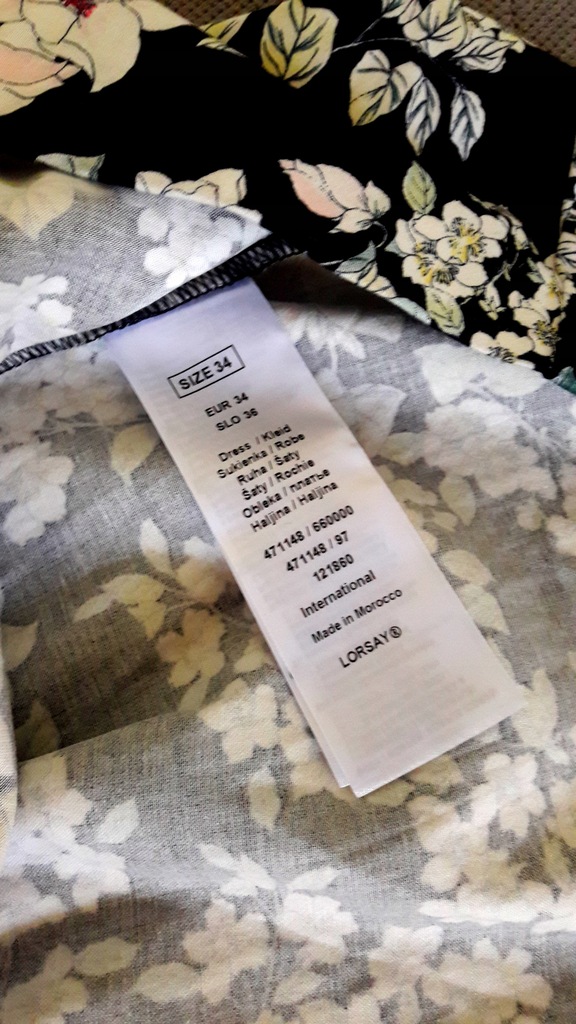 SIZE 34
EUR 34
SLO 36
Dress / Kleid
Sukienka / Robe
Ruha / Šaty
Šaty / Rochie
Obleka / платье
Haljina / Haljina
471148 / 660000
471148 / 97
121860
International
Made in Morocco
LORSAY®